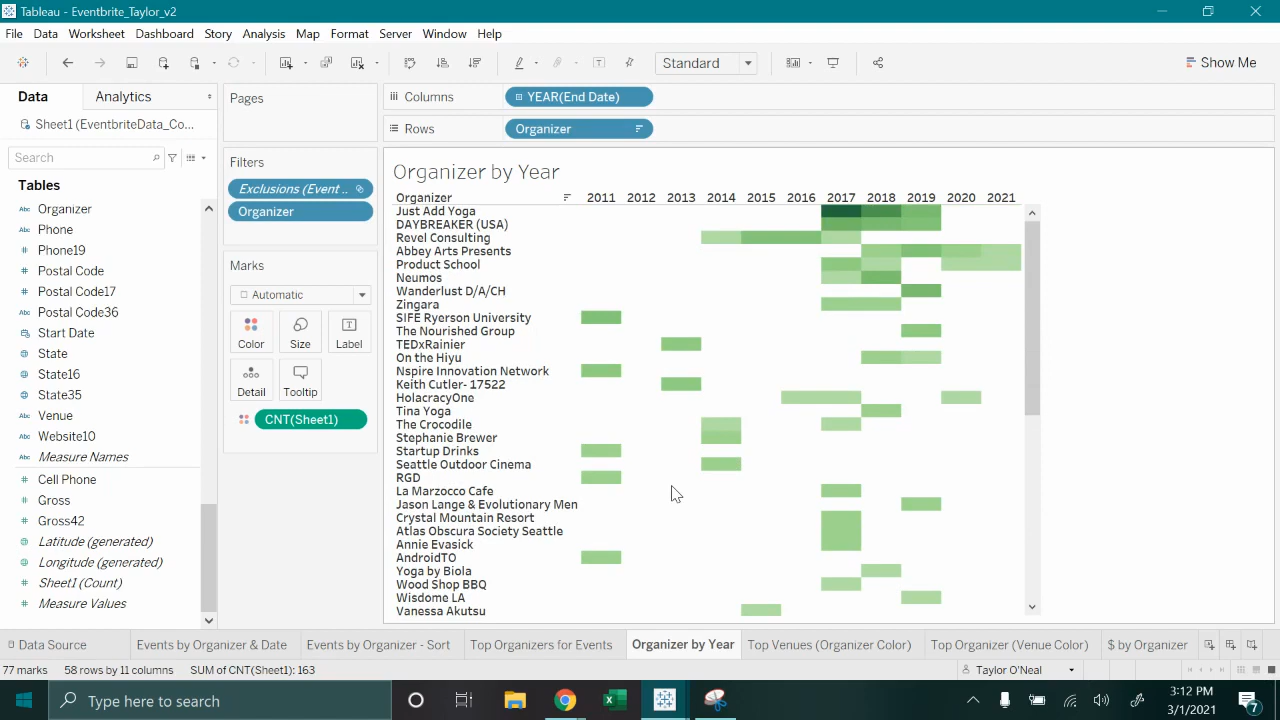 Tableau - Eventbrite_Taylor_v2
File Data Worksheet Dashboard Story Analysis Map Format Server Window Help
Standard
Show Me
Data
Analytics
Sheet1 (EventbriteData_Co...
Search
Tables
Abc Organizer
Abc Phone
# Phone19
# Postal Code
# Postal Code17
# Postal Code36
Start Date
State
State16
State35
Abc Venue
Abc Website10
Abc Measure Names
# Cell Phone
# Gross
# Gross42
Latitude (generated)
Longitude (generated)
# Sheet1 (Count)
# Measure Values
Pages
Filters
Exclusions (Event ..
Organizer
Marks
Automatic
Color
Size
Label
Detail
Tooltip
CNT(Sheet1)
Columns
YEAR(End Date)
Rows
Organizer
Organizer by Year
Organizer 2011 2012 2013 2014 2015 2016 2017 2018 2019 2020 2021
Just Add Yoga
DAYBREAKER (USA)
Revel Consulting
Abbey Arts Presents
Product School
Neumos
Wanderlust D/A/CH
Zingara
SIFE Ryerson University
The Nourished Group
TEDxRainier
On the Hiyu
Nspire Innovation Network
Keith Cutler- 17522
HolacracyOne
Tina Yoga
The Crocodile
Stephanie Brewer
Startup Drinks
Seattle Outdoor Cinema
RGD
La Marzocco Cafe
Jason Lange & Evolutionary Men
Crystal Mountain Resort
Atlas Obscura Society Seattle
Annie Evasick
AndroidTO
Yoga by Biola
Wood Shop BBQ
Wisdome LA
Vanessa Akutsu
Data Source
Events by Organizer & Date
Events by Organizer - Sort
Top Organizers for Events
Organizer by Year
Top Venues (Organizer Color)
Top Organizer (Venue Color)
$ by Organizer
77 marks 58 rows by 11 columns SUM of CNT(Sheet1): 163
Taylor O'Neal
Type here to search
3:12 PM
3/1/2021
7